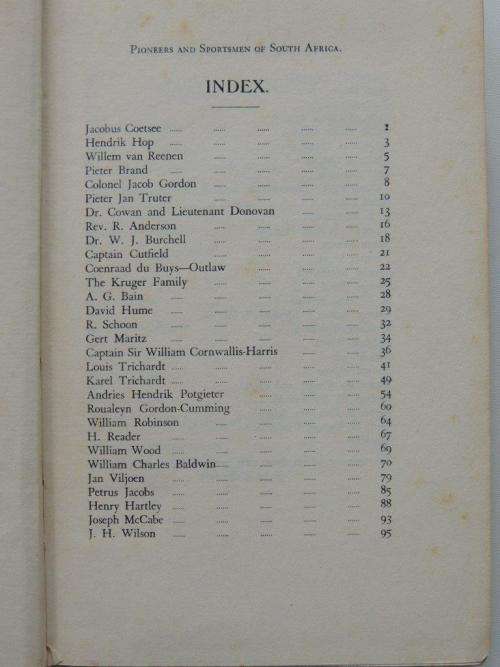 Pioneers and Sportsmen of South Africa.
INDEX.
Jacobus Coetsee ...... ...... ...... ...... ...... 1
Hendrik Hop ...... ...... ...... ...... ...... 3
Willem van Reenen ...... ...... ...... ...... 5
Pieter Brand ...... ...... ...... ...... ...... 7
Colonel Jacob Gordon ...... ...... ...... ...... 8
Pieter Jan Truter ...... ...... ...... ...... 10
Dr. Cowan and Lieutenant Donovan ...... ...... 13
Rev. R. Anderson ...... ...... ...... ...... 16
Dr. W. J. Burchell ...... ...... ...... ...... 18
Captain Cutfield ...... ...... ...... ...... 21
Coenraad du Buys—Outlaw ...... ...... ...... 22
The Kruger Family ...... ...... ...... ...... 25
A. G. Bain ...... ...... ...... ...... ...... 28
David Hume ...... ...... ...... ...... ...... 29
R. Schoon ...... ...... ...... ...... ...... 32
Gert Maritz ...... ...... ...... ...... ...... 34
Captain Sir William Cornwallis-Harris ...... ...... 36
Louis Trichardt ...... ...... ...... ...... ...... 41
Karel Trichardt ...... ...... ...... ...... ...... 49
Andries Hendrik Potgieter ...... ...... ...... 54
Roualeyn Gordon-Cumming ...... ...... ...... 60
William Robinson ...... ...... ...... ...... 64
H. Reader ...... ...... ...... ...... ...... 67
William Wood ...... ...... ...... ...... ...... 69
William Charles Baldwin ...... ...... ...... ...... 70
Jan Viljoen ...... ...... ...... ...... ...... 79
Petrus Jacobs ...... ...... ...... ...... ...... 85
Henry Hartley ...... ...... ...... ...... ...... 88
Joseph McCabe ...... ...... ...... ...... ...... 93
J. H. Wilson ...... ...... ...... ...... ...... 95